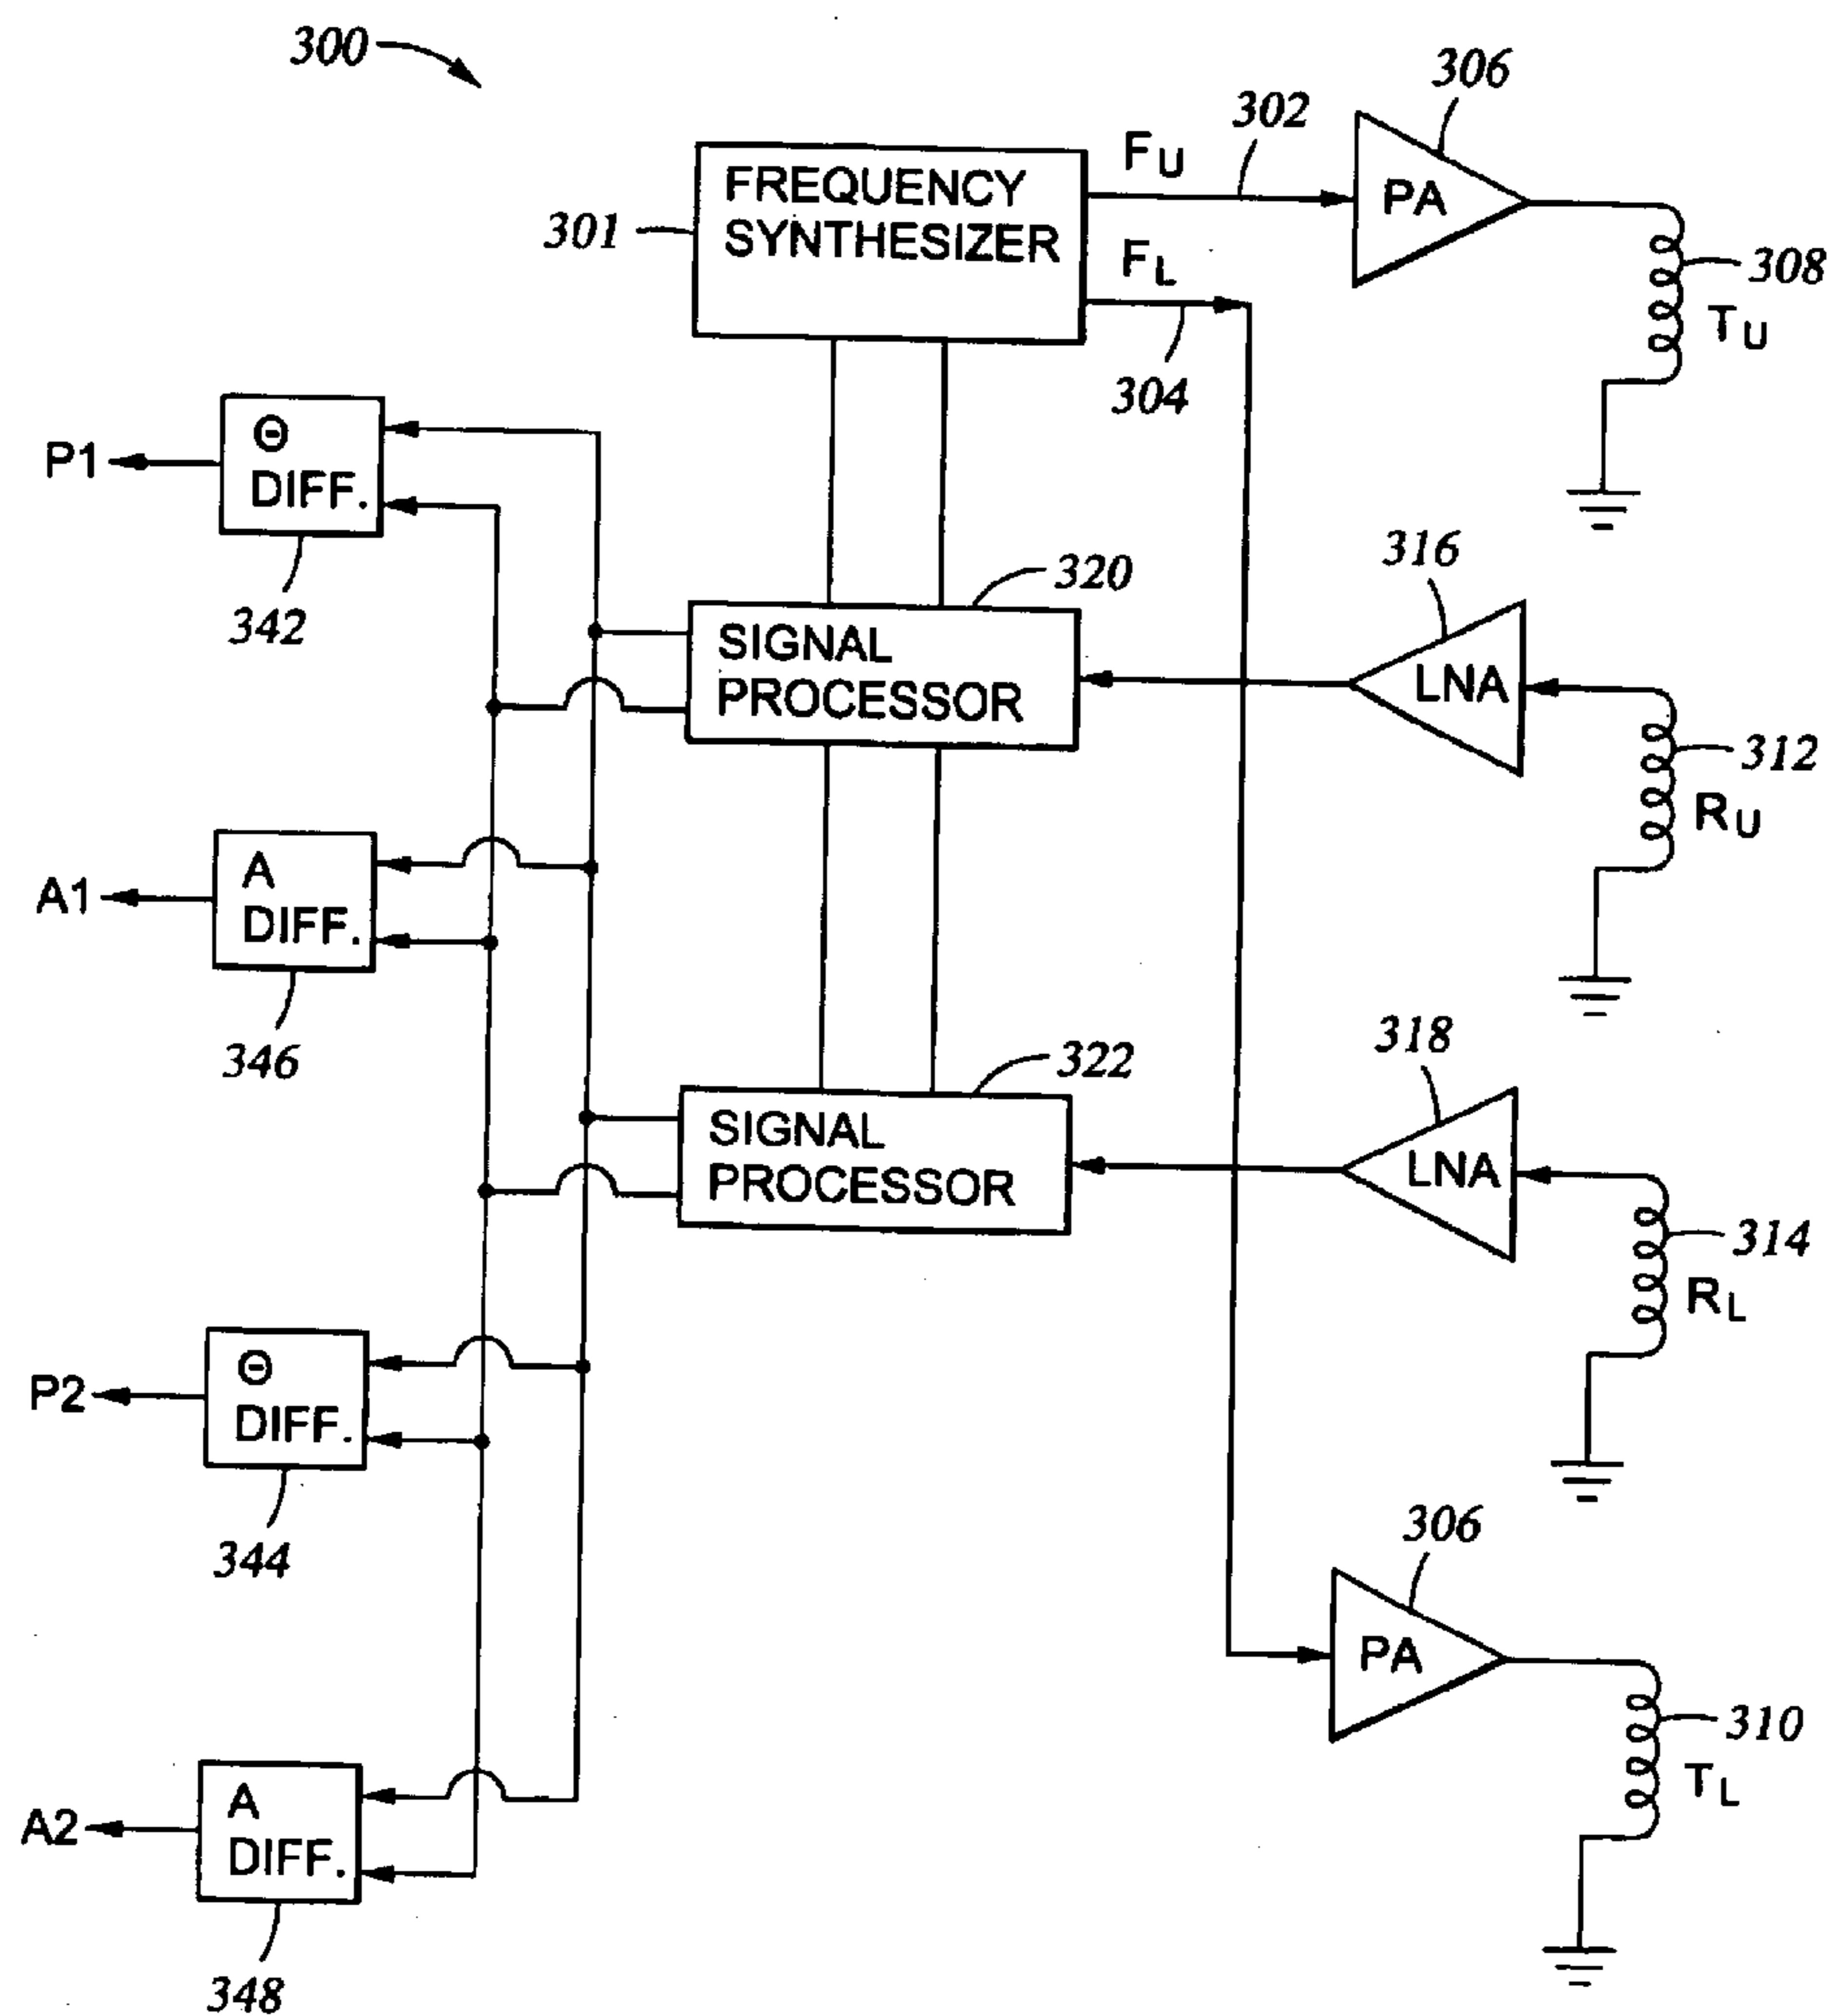 300
306
302
FU
PA
FREQUENCY
SYNTHESIZER
301
FL
308
TU
304
Θ
DIFF.
P1
342
316
320
SIGNAL
PROCESSOR
LNA
312
RU
A
DIFF.
A1
346
318
322
SIGNAL
PROCESSOR
LNA
314
RL
Θ
DIFF.
P2
344
306
PA
310
TL
A
DIFF.
A2
348